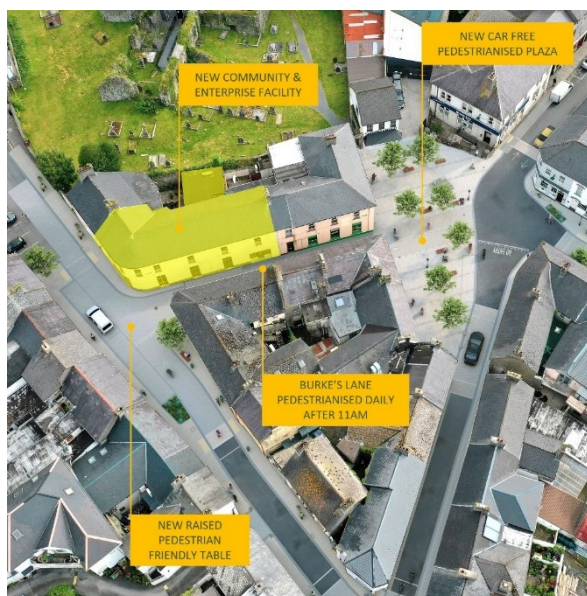 NEW CAR FREE
PEDESTRIANISED PLAZA
NEW COMMUNITY &
ENTERPRISE FACILITY
BURKE'S LANE
PEDESTRIANISED DAILY
AFTER 11AM
NEW RAISED
PEDESTRIAN
FRIENDLY TABLE